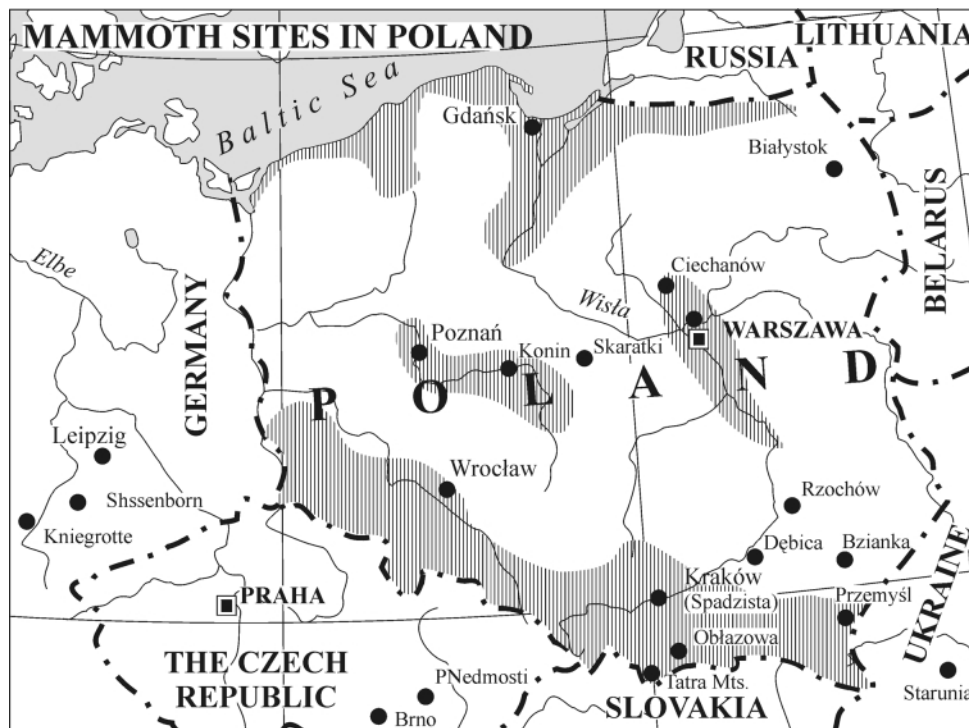 MAMMOTH SITES IN POLAND
LITHUANIA
RUSSIA
Baltic Sea
Gdańsk
Białystok
BELARUS
Elbe
GERMANY
Ciechanów
Wisła
WARSZAWA
Poznań
Konin
Skaratki
POLAND
Leipzig
Wrocław
Shssenborn
Rzochów
Kniegrotte
Dębica
Bzianka
UKRAINE
PRAHA
Kraków
(Spadzista)
Przemyśl
Obłazowa
THE CZECH
REPUBLIC
PNedmosti
Tatra Mts.
SLOVAKIA
Starunia
Brno